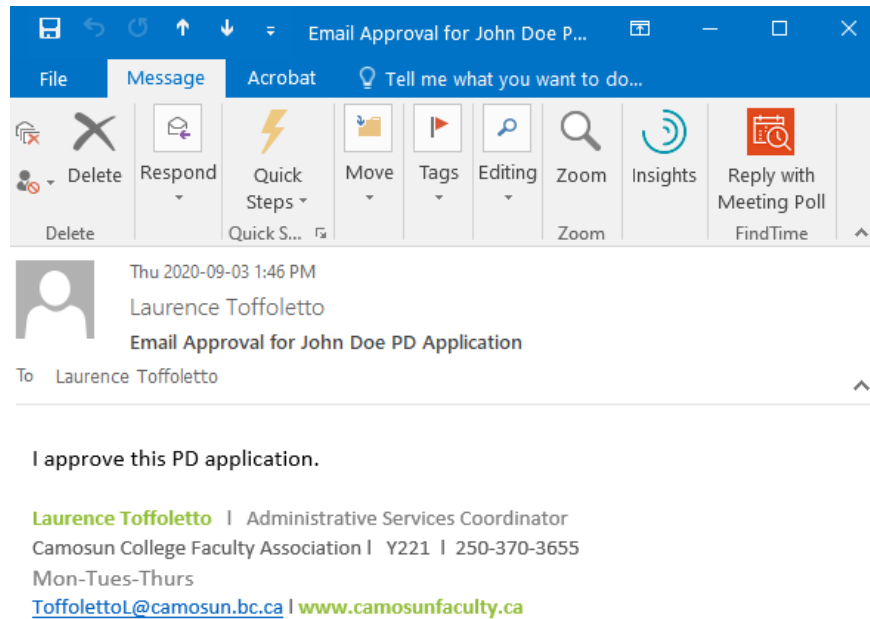 Email Approval for John Doe P...
File Message Acrobat Tell me what you want to do...
Delete Respond Quick Steps Move Tags Editing Zoom Insights Reply with Meeting Poll
Delete Quick S... Zoom FindTime
Thu 2020-09-03 1:46 PM
Laurence Toffoletto
Email Approval for John Doe PD Application
To Laurence Toffoletto
I approve this PD application.
Laurence Toffoletto l Administrative Services Coordinator
Camosun College Faculty Association l Y221 l 250-370-3655
Mon-Tues-Thurs
ToffolettoL@camosun.bc.ca l www.camosunfaculty.ca